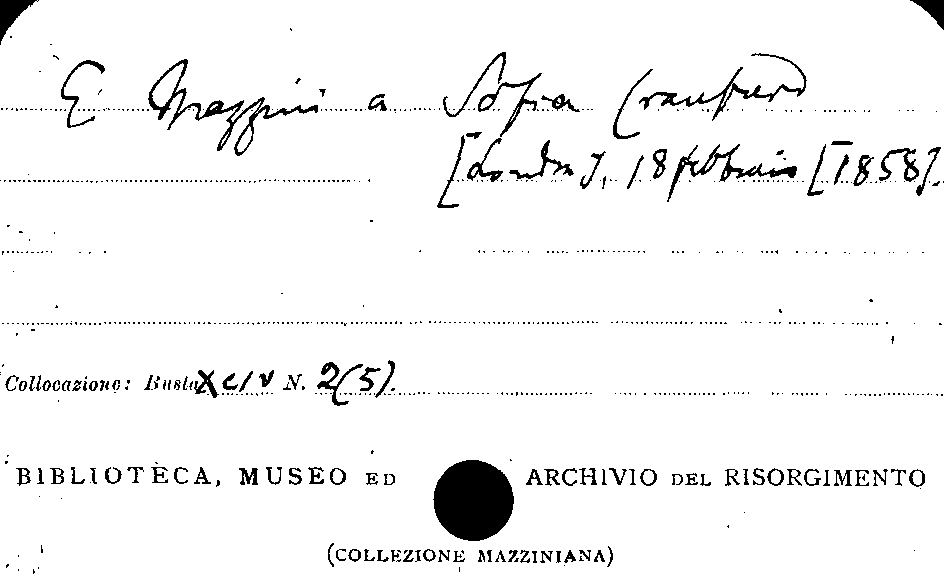 E. Mazzini a Sofia Craufurd
[Londra], 18 febbraio [1858].
Collocazione: Busta XCIV N. 2(5).
BIBLIOTECA, MUSEO ED ARCHIVIO DEL RISORGIMENTO
(COLLEZIONE MAZZINIANA)